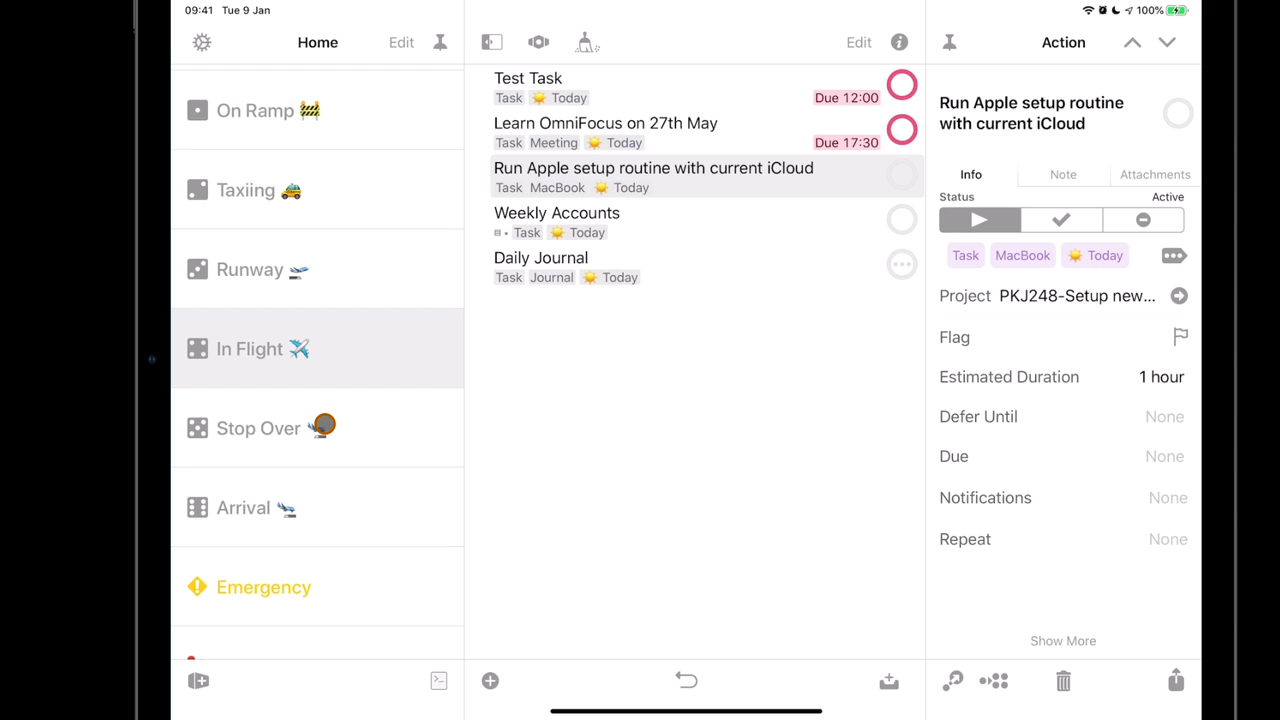 09:41 Tue 9 Jan
100%
Home
Edit
On Ramp 🚧
Taxiing 🚕
Runway 🛫
In Flight ✈️
Stop Over 🛬
Arrival 🛬
Emergency
Edit
Test Task
Task ☀️ Today
Due 12:00
Learn OmniFocus on 27th May
Task Meeting ☀️ Today
Due 17:30
Run Apple setup routine with current iCloud
Task MacBook ☀️ Today
Weekly Accounts
Task ☀️ Today
Daily Journal
Task Journal ☀️ Today
Action
Run Apple setup routine
with current iCloud
Info Note Attachments
Status Active
Task MacBook ☀️ Today
Project PKJ248-Setup new...
Flag
Estimated Duration 1 hour
Defer Until None
Due None
Notifications None
Repeat None
Show More